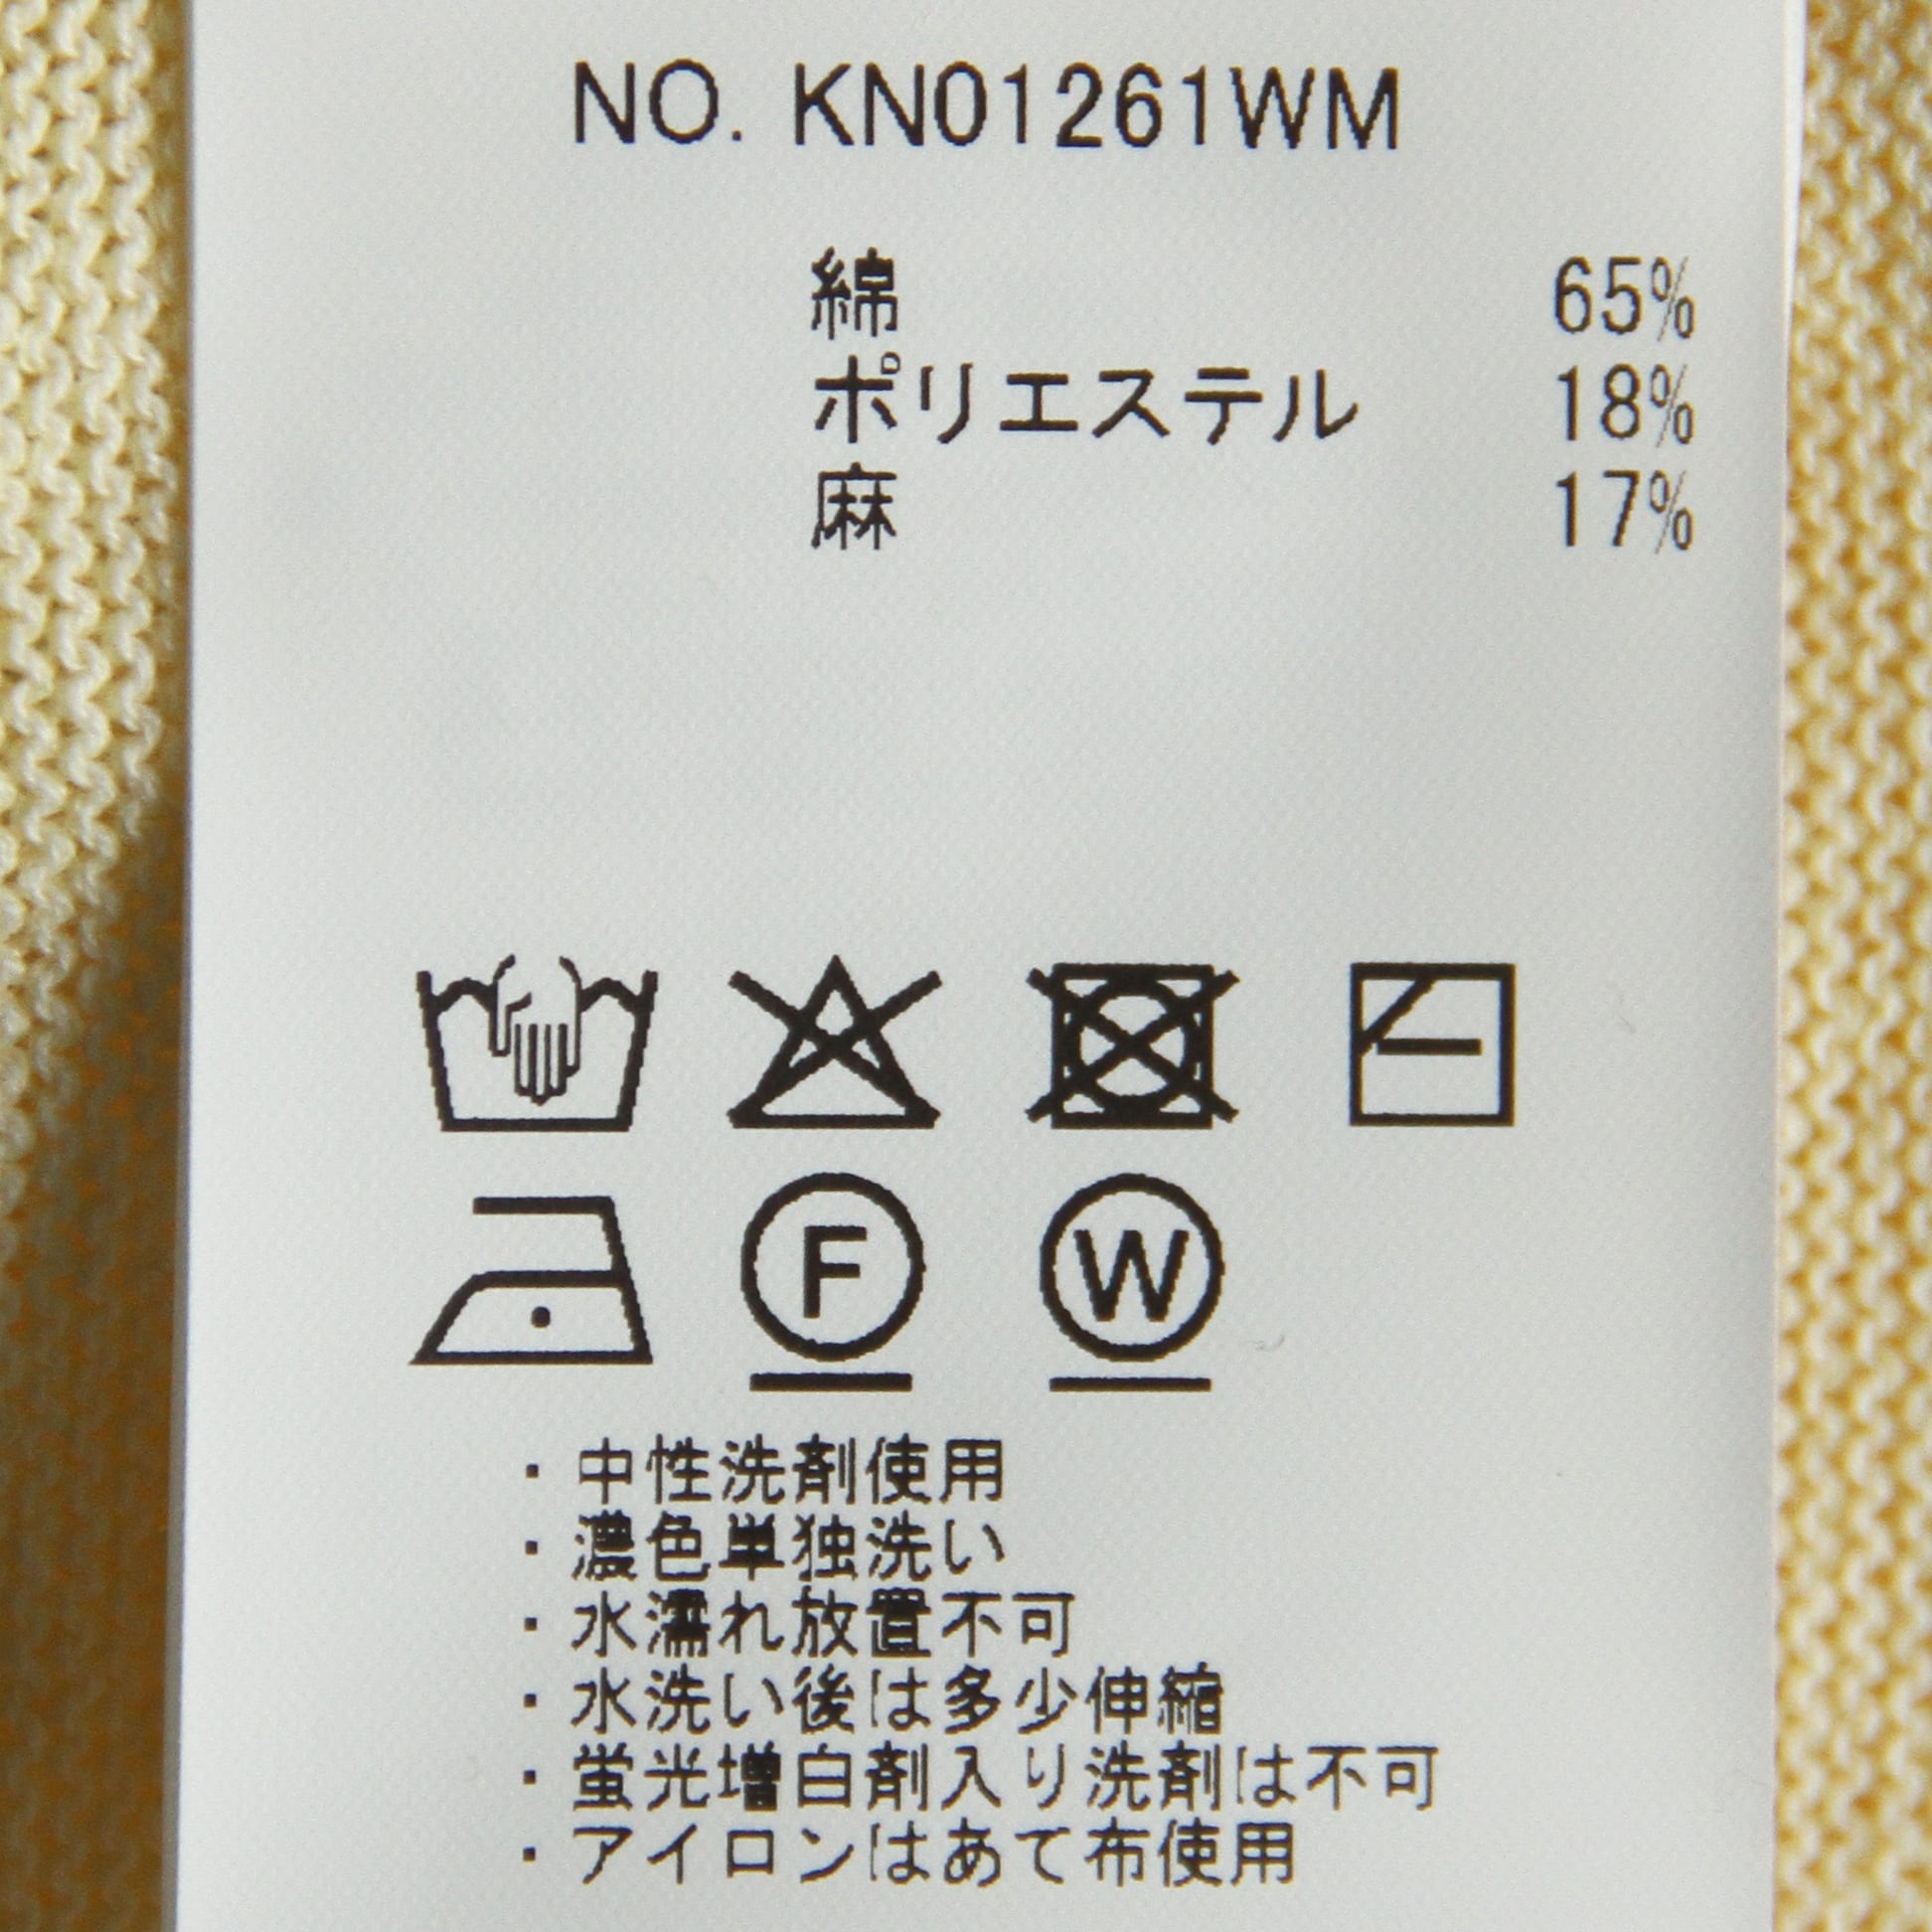 NO. KN01261WM
綿 65%
ポリエステル 18%
麻 17%
F W
・中性洗剤使用
・濃色単独洗い
・水濡れ放置不可
・水洗い後は多少伸縮
・蛍光増白剤入り洗剤は不可
・アイロンはあて布使用